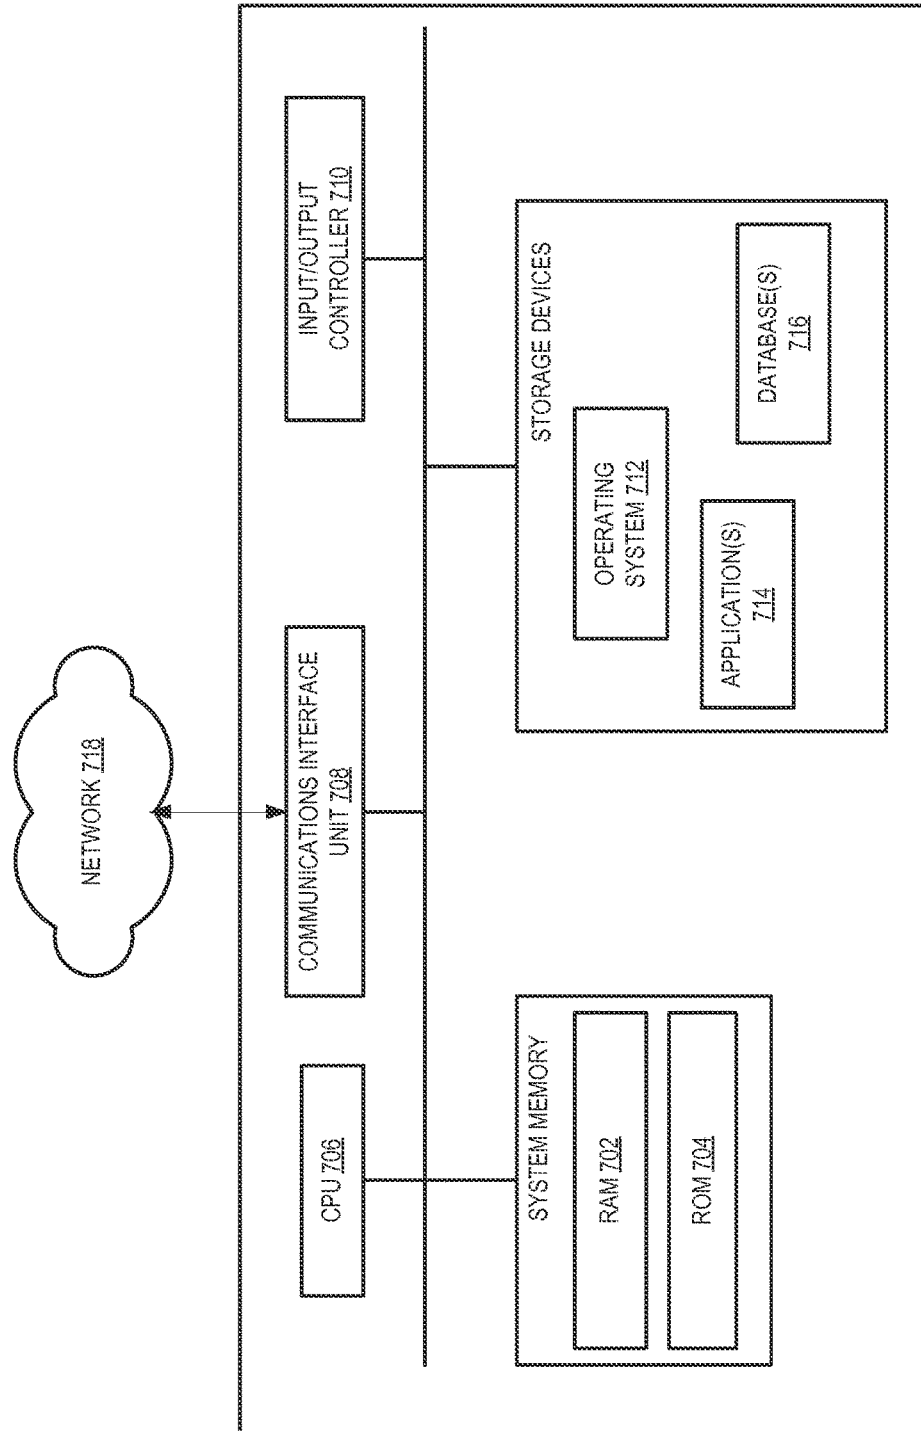 NETWORK 718
CPU 706
COMMUNICATIONS INTERFACE
UNIT 708
INPUT/OUTPUT
CONTROLLER 710
SYSTEM MEMORY
RAM 702
ROM 704
STORAGE DEVICES
OPERATING
SYSTEM 712
APPLICATION(S)
714
DATABASE(S)
716